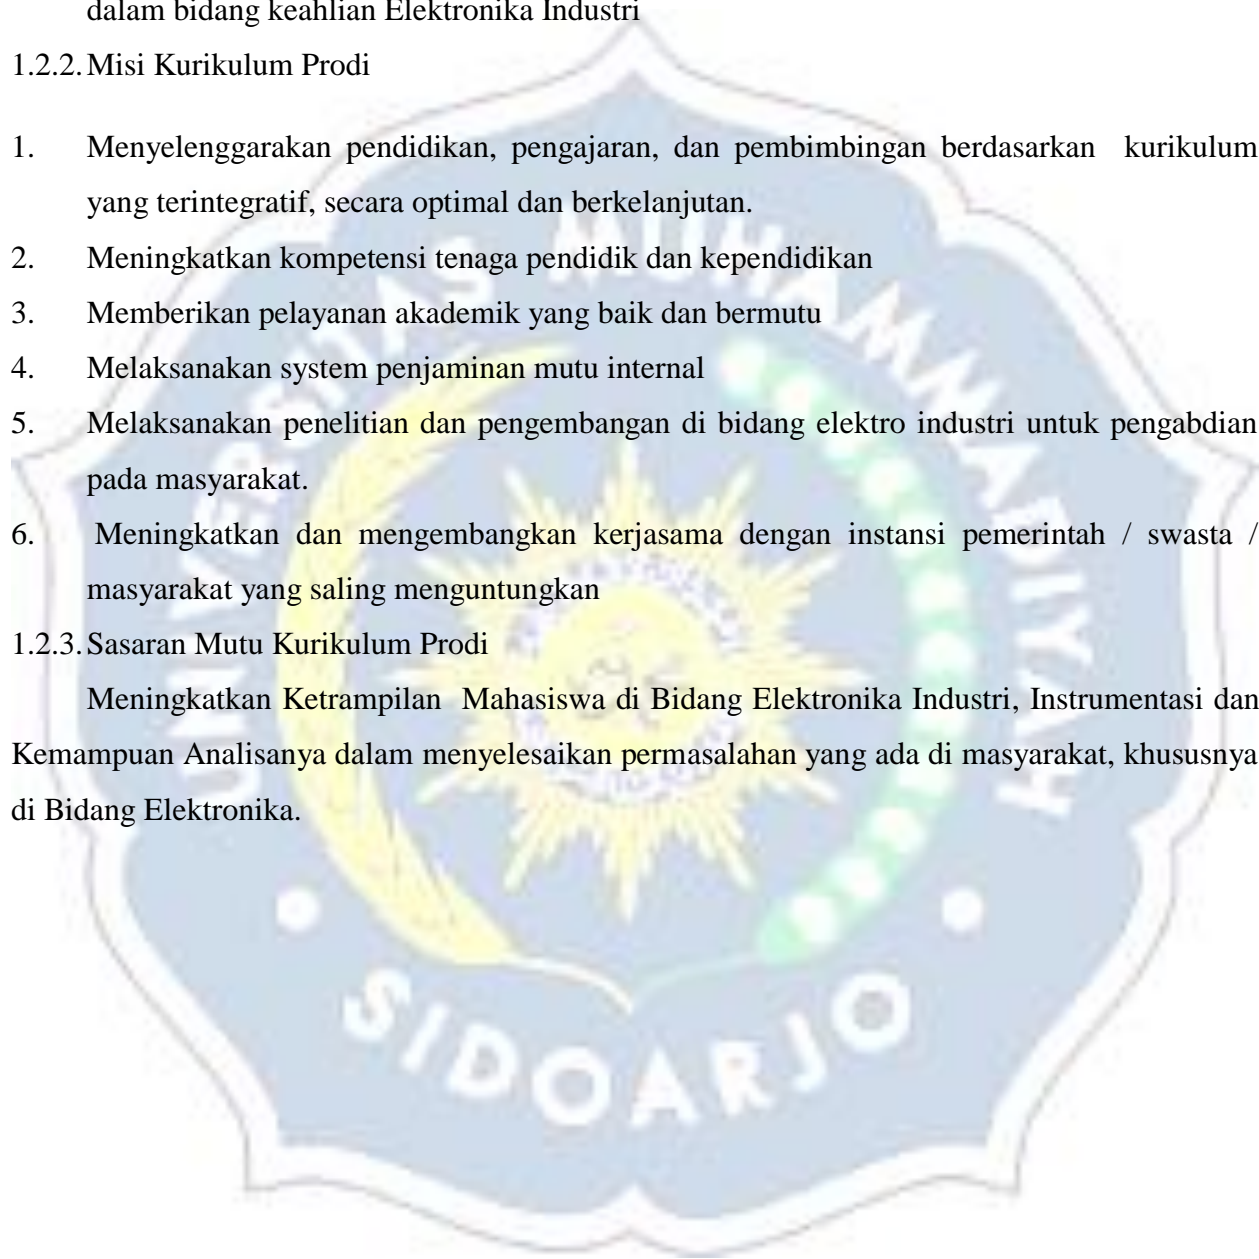 dalam bidang keahlian Elektronika Industri
1.2.2. Misi Kurikulum Prodi
1. Menyelenggarakan pendidikan, pengajaran, dan pembimbingan berdasarkan kurikulum
yang terintegratif, secara optimal dan berkelanjutan.
2. Meningkatkan kompetensi tenaga pendidik dan kependidikan
3. Memberikan pelayanan akademik yang baik dan bermutu
4. Melaksanakan system penjaminan mutu internal
5. Melaksanakan penelitian dan pengembangan di bidang elektro industri untuk pengabdian
pada masyarakat.
6. Meningkatkan dan mengembangkan kerjasama dengan instansi pemerintah / swasta /
masyarakat yang saling menguntungkan
1.2.3. Sasaran Mutu Kurikulum Prodi
Meningkatkan Ketrampilan Mahasiswa di Bidang Elektronika Industri, Instrumentasi dan
Kemampuan Analisanya dalam menyelesaikan permasalahan yang ada di masyarakat, khususnya
di Bidang Elektronika.
UNIVERSITAS MUHAMMADIYAH
SIDOARJO